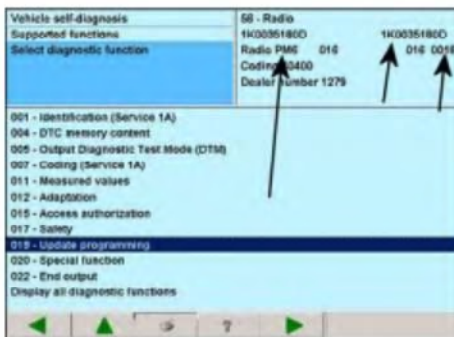 Vehicle self-diagnosis
Supported functions
Select diagnostic function
56 - Radio
1K0035180D 1K0035180D
Radio PM6 016 016 0016
Coding
Dealer number 1279
001 - Identification (Service 1A)
004 - DTC memory content
005 - Output Diagnostic Test Mode (DTM)
007 - Coding (Service 1A)
011 - Measured values
012 - Adaptation
015 - Access authorization
017 - Safety
019 - Update programming
020 - Special function
022 - End output
Display all diagnostic functions
?